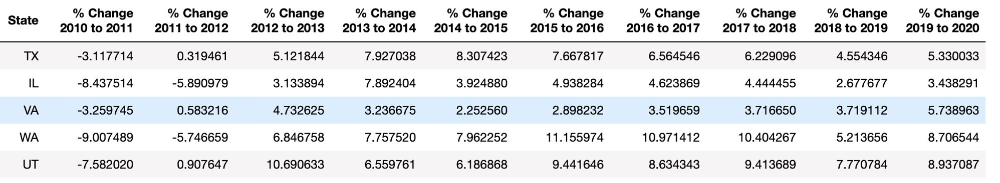 State % Change 2010 to 2011 % Change 2011 to 2012 % Change 2012 to 2013 % Change 2013 to 2014 % Change 2014 to 2015 % Change 2015 to 2016 % Change 2016 to 2017 % Change 2017 to 2018 % Change 2018 to 2019 % Change 2019 to 2020
TX -3.117714 0.319461 5.121844 7.927038 8.307423 7.667817 6.564546 6.229096 4.554346 5.330033
IL -8.437514 -5.890979 3.133894 7.892404 3.924880 4.938284 4.623869 4.444455 2.677677 3.438291
VA -3.259745 0.583216 4.732625 3.236675 2.252560 2.898232 3.519659 3.716650 3.719112 5.738963
WA -9.007489 -5.746659 6.846758 7.757520 7.962252 11.155974 10.971412 10.404267 5.213656 8.706544
UT -7.582020 0.907647 10.690633 6.559761 6.186868 9.441646 8.634343 9.413689 7.770784 8.937087